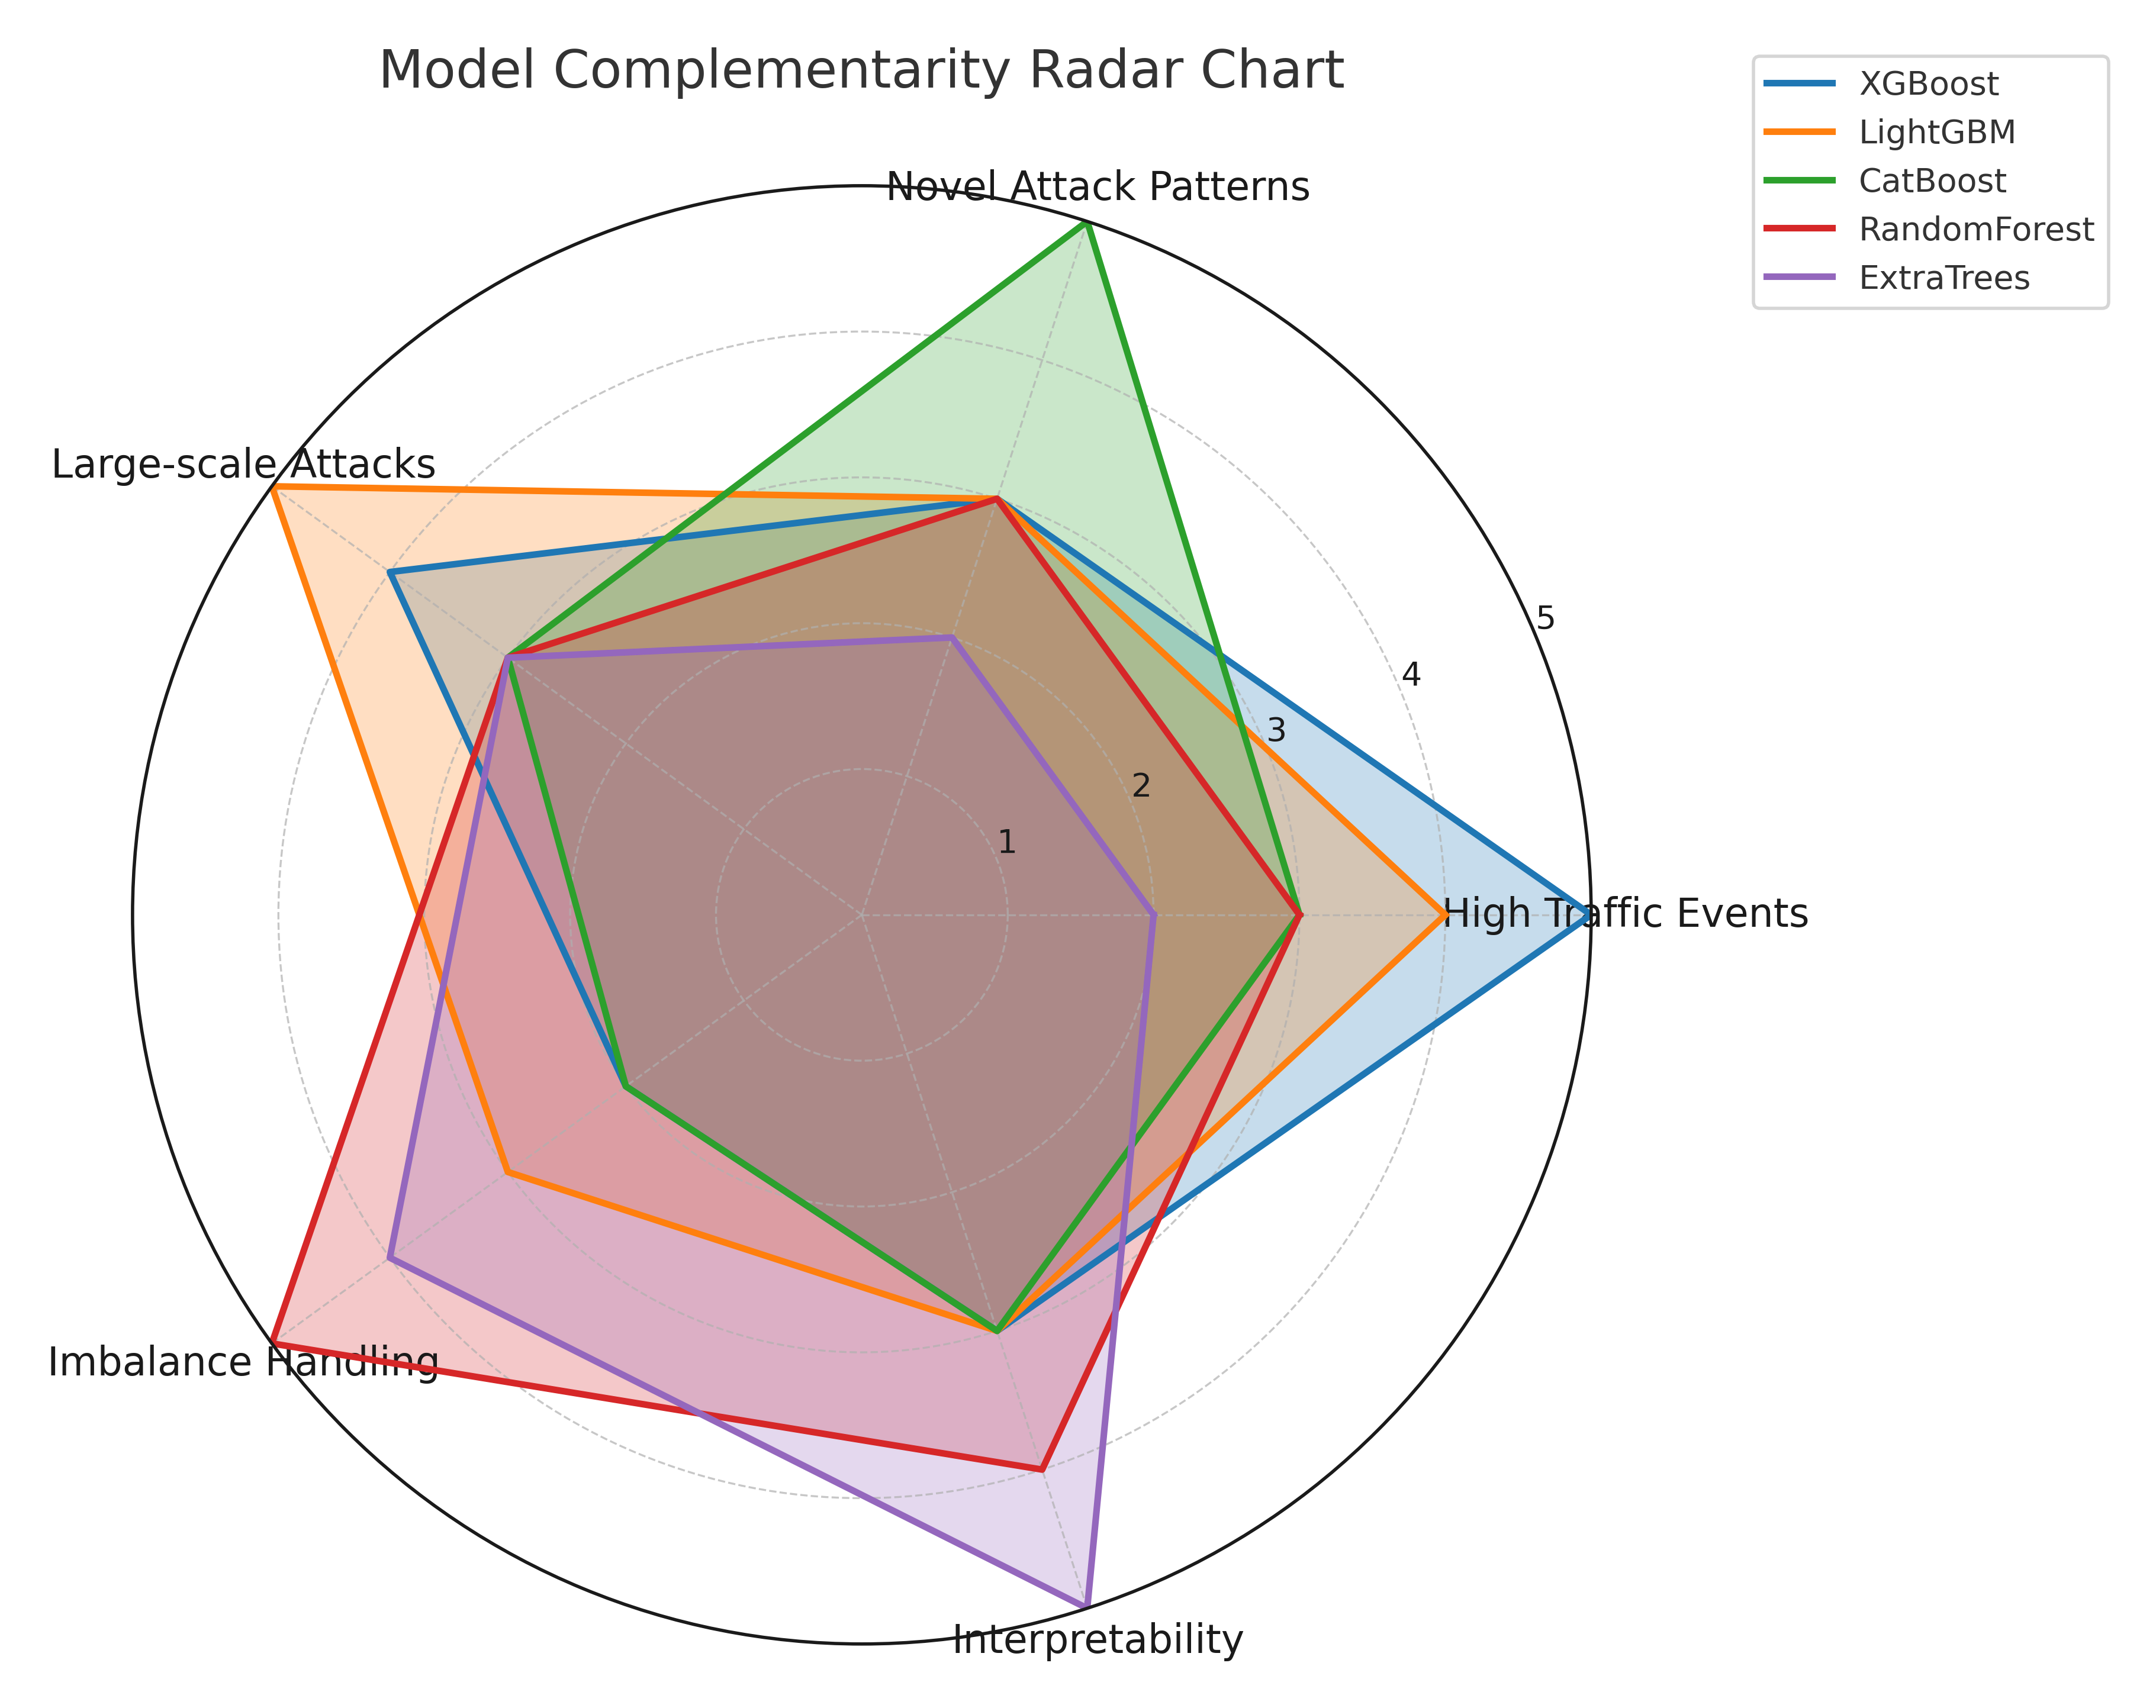 Model Complementarity Radar Chart
XGBoost
LightGBM
CatBoost
RandomForest
ExtraTrees
Novel Attack Patterns
Large-scale Attacks
5
4
3
2
1
High Traffic Events
Imbalance Handling
Interpretability